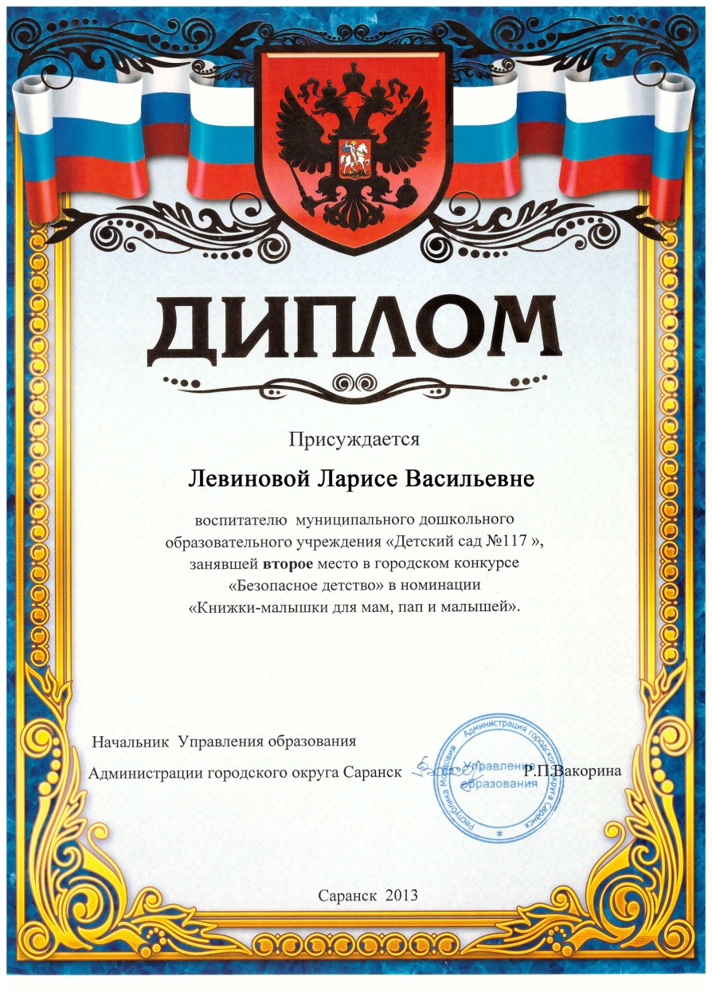 ДИПЛОМ
Присуждается
Левиновой Ларисе Васильевне
воспитателю муниципального дошкольного
образовательного учреждения «Детский сад №117 »,
занявшей второе место в городском конкурсе
«Безопасное детство» в номинации
«Книжки-малышки для мам, пап и малышей».
Начальник Управления образования
Администрации городского округа Саранск Р.П.Вакорина
Республика Мордовия Администрация городского округа Саранск
Управление
образования
Саранск 2013